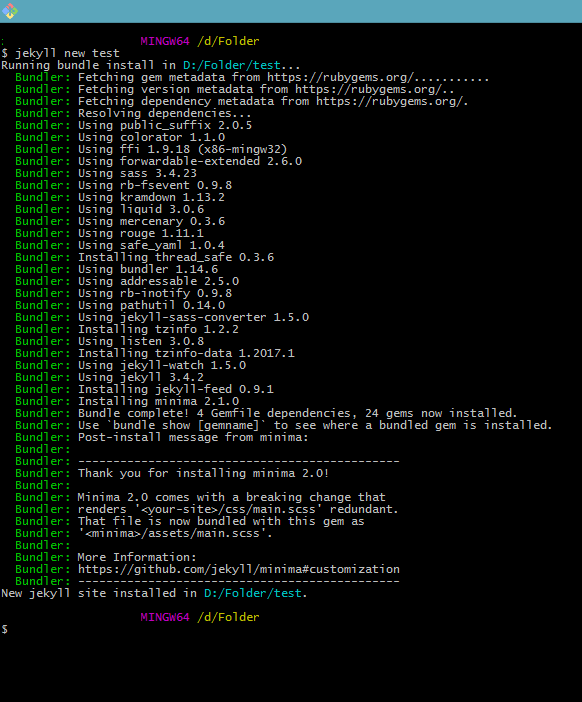 : MINGW64 /d/Folder
$ jekyll new test
Running bundle install in D:/Folder/test...
Bundler: Fetching gem metadata from https://rubygems.org/...........
Bundler: Fetching version metadata from https://rubygems.org/..
Bundler: Fetching dependency metadata from https://rubygems.org/.
Bundler: Resolving dependencies...
Bundler: Using public_suffix 2.0.5
Bundler: Using colorator 1.1.0
Bundler: Using ffi 1.9.18 (x86-mingw32)
Bundler: Using forwardable-extended 2.6.0
Bundler: Using sass 3.4.23
Bundler: Using rb-fsevent 0.9.8
Bundler: Using kramdown 1.13.2
Bundler: Using liquid 3.0.6
Bundler: Using mercenary 0.3.6
Bundler: Using rouge 1.11.1
Bundler: Using safe_yaml 1.0.4
Bundler: Installing thread_safe 0.3.6
Bundler: Using bundler 1.14.6
Bundler: Using addressable 2.5.0
Bundler: Using rb-inotify 0.9.8
Bundler: Using pathutil 0.14.0
Bundler: Using jekyll-sass-converter 1.5.0
Bundler: Installing tzinfo 1.2.2
Bundler: Using listen 3.0.8
Bundler: Installing tzinfo-data 1.2017.1
Bundler: Using jekyll-watch 1.5.0
Bundler: Using jekyll 3.4.2
Bundler: Installing jekyll-feed 0.9.1
Bundler: Installing minima 2.1.0
Bundler: Bundle complete! 4 Gemfile dependencies, 24 gems now installed.
Bundler: Use `bundle show [gemname]` to see where a bundled gem is installed.
Bundler: Post-install message from minima:
Bundler:
Bundler: ----------------------------------------------
Bundler: Thank you for installing minima 2.0!
Bundler:
Bundler: Minima 2.0 comes with a breaking change that
Bundler: renders '<your-site>/css/main.scss' redundant.
Bundler: That file is now bundled with this gem as
Bundler: '<minima>/assets/main.scss'.
Bundler:
Bundler: More Information:
Bundler: https://github.com/jekyll/minima#customization
Bundler: ----------------------------------------------
New jekyll site installed in D:/Folder/test.
MINGW64 /d/Folder
$